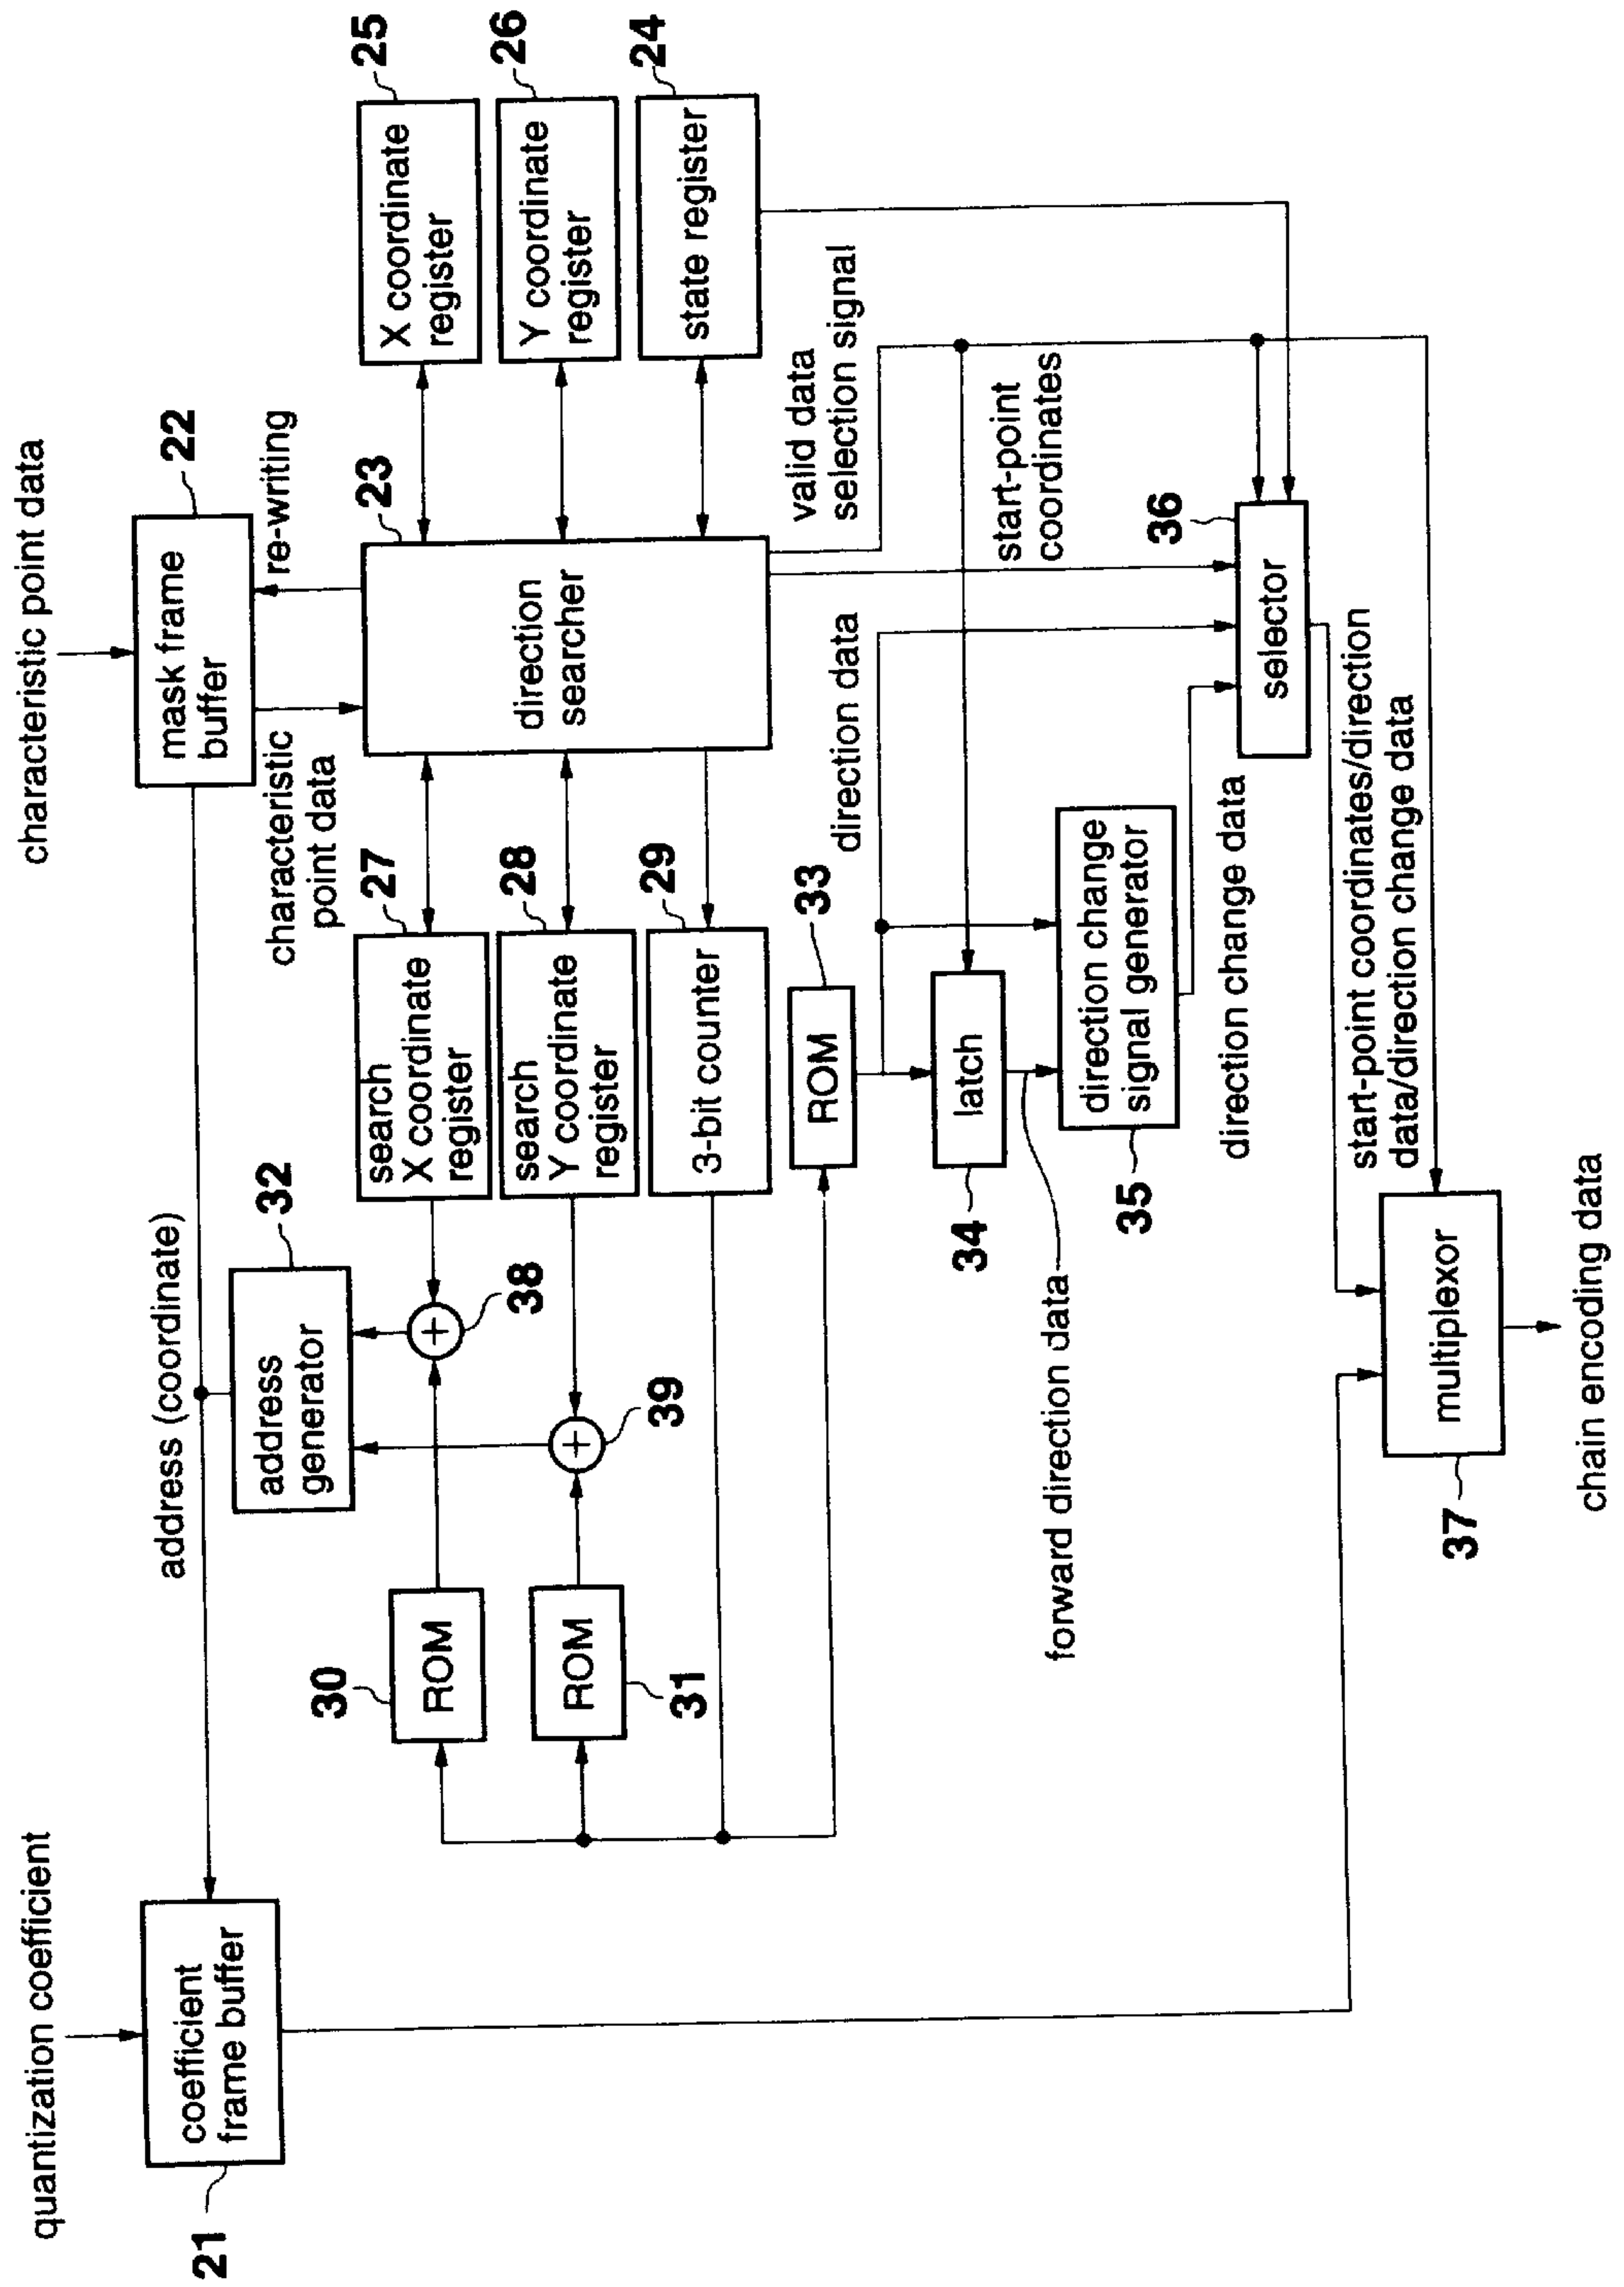 quantization coefficient
characteristic point data
21
coefficient
frame buffer
address (coordinate)
mask frame
buffer
22
32
address
generator
characteristic
point data
re-writing
30
ROM
38
search
X coordinate
register
27
23
direction
searcher
X coordinate
register
25
ROM
31
39
search
Y coordinate
register
28
Y coordinate
register
26
3-bit counter
29
state register
24
ROM
33
direction data
valid data
selection signal
latch
34
start-point
coordinates
forward direction data
direction change
signal generator
35
direction change data
36
selector
start-point coordinates/direction
data/direction change data
multiplexor
37
chain encoding data